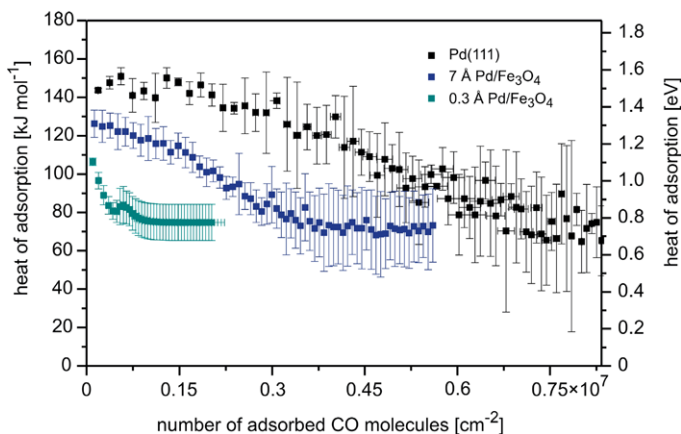 180
160
140
120
100
80
60
40
20
0
heat of adsorption [kJ mol⁻¹]
1.8
1.6
1.4
1.2
1.0
0.8
0.6
0.4
0.2
0
heat of adsorption [eV]
Pd(111)
7 Å Pd/Fe₃O₄
0.3 Å Pd/Fe₃O₄
0 0.15 0.3 0.45 0.6 0.75×10⁷
number of adsorbed CO molecules [cm⁻²]